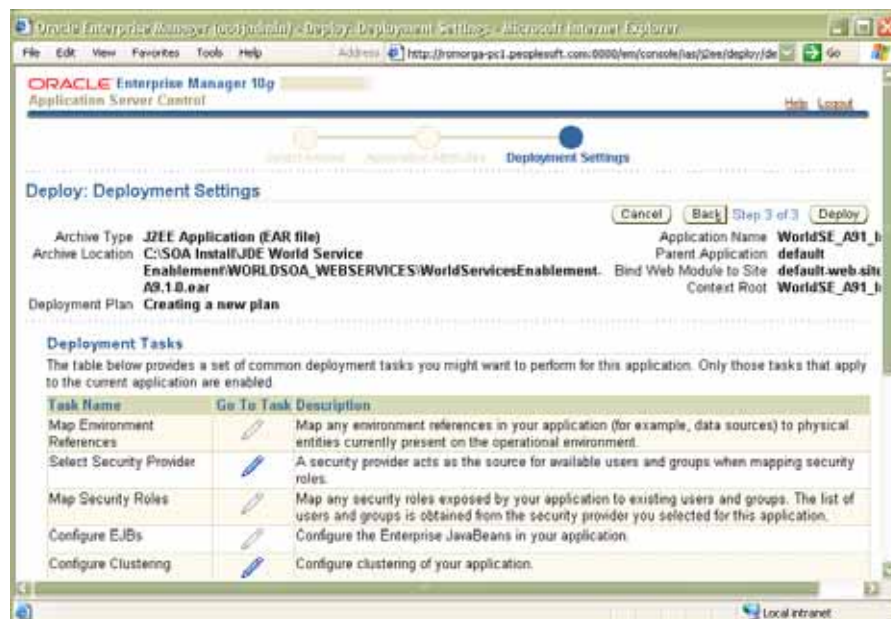 Oracle Enterprise Manager (oc4jadmin) - Deploy: Deployment Settings - Microsoft Internet Explorer
File Edit View Favorites Tools Help Address http://romorga-pc1.peoplesoft.com:8888/em/console/ias/j2ee/deploy/de Go
ORACLE Enterprise Manager 10g
Application Server Control
Help Logout
Select Archive Application Attributes Deployment Settings
Deploy: Deployment Settings
Cancel Back Step 3 of 3 Deploy
Archive Type J2EE Application (EAR file)
Archive Location C:\SOA Install\JDE World Service
Enablement\WORLDSOA_WEBSERVICES\WorldServicesEnablement-
A9.1.0.ear
Deployment Plan Creating a new plan
Application Name WorldSE_A91_
Parent Application default
Bind Web Module to Site default-web-site
Context Root WorldSE_A91_
Deployment Tasks
The table below provides a set of common deployment tasks you might want to perform for this application. Only those tasks that apply
to the current application are enabled
Task Name Go To Task Description
Map Environment
References
Map any environment references in your application (for example, data sources) to physical
entities currently present on the operational environment.
Select Security Provider
A security provider acts as the source for available users and groups when mapping security
roles.
Map Security Roles
Map any security roles exposed by your application to existing users and groups. The list of
users and groups is obtained from the security provider you selected for this application.
Configure EJBs
Configure the Enterprise JavaBeans in your application.
Configure Clustering
Configure clustering of your application.
Local intranet